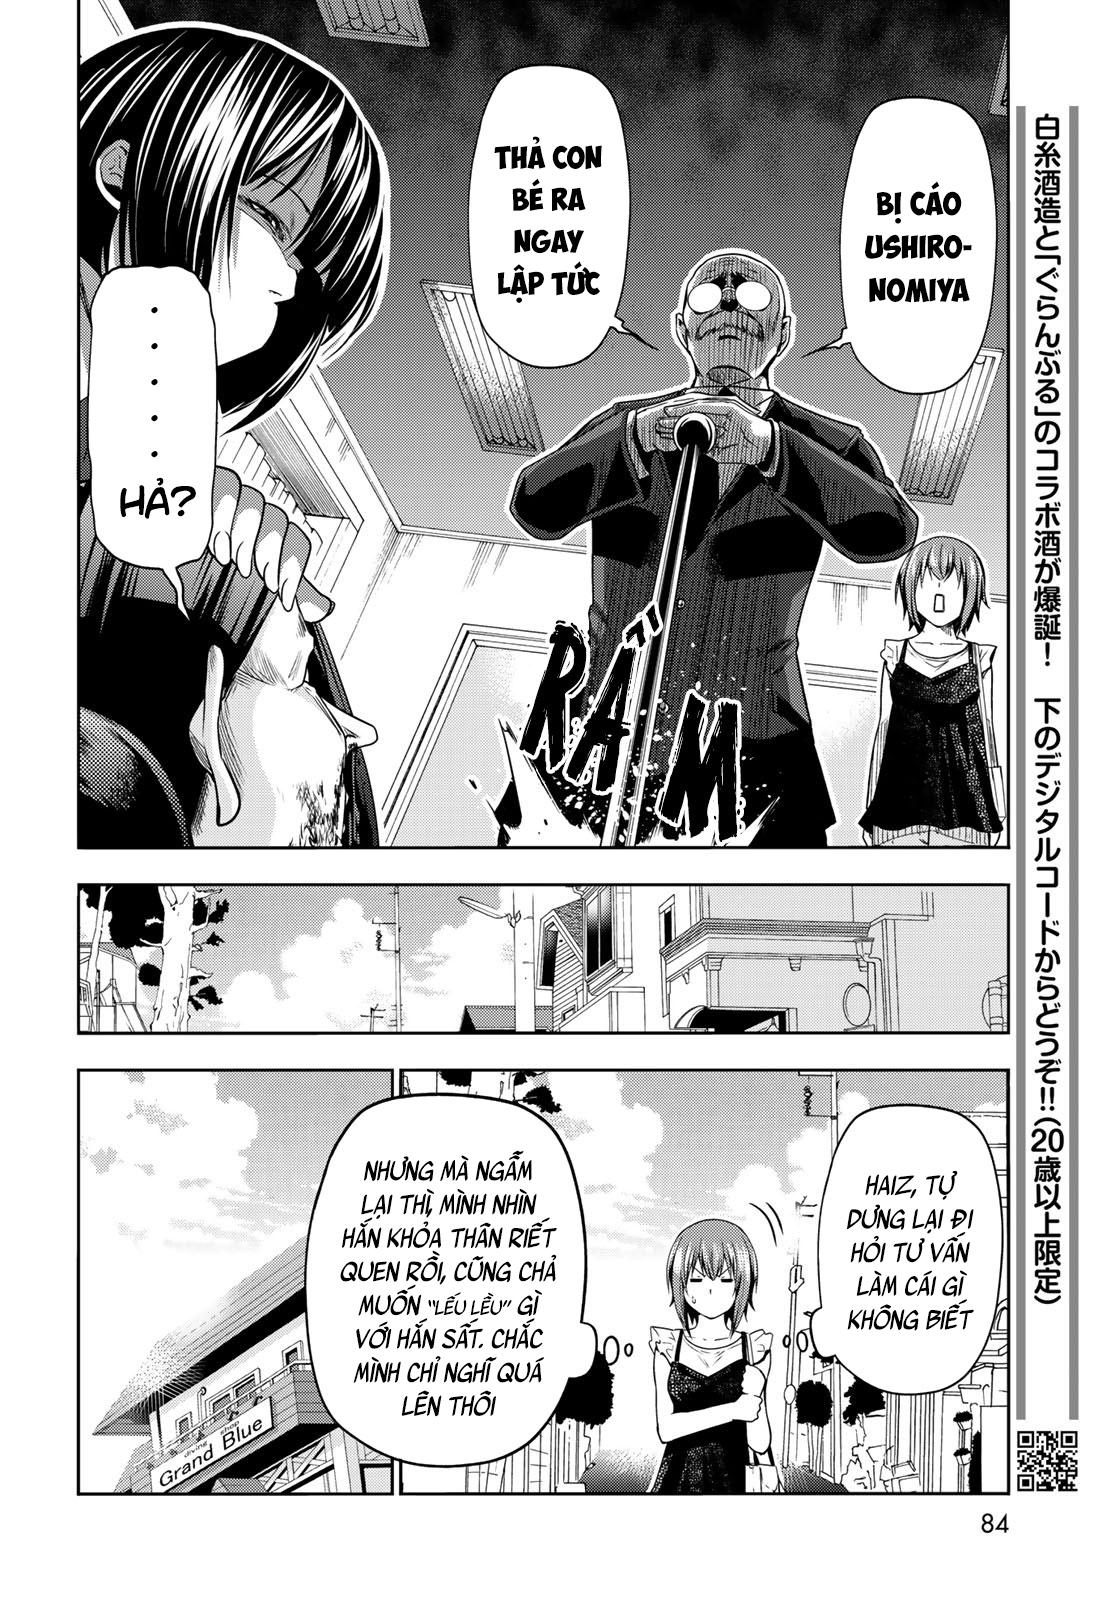 BỊ CÁO
USHIRO-
NOMIYA
THẢ CON
BÉ RA
NGAY
LẬP TỨC
......
HẢ?
RẦM
HAIZ, TỰ
DƯNG LẠI ĐI
HỎI TƯ VẤN
LÀM CÁI GÌ
KHÔNG BIẾT
NHƯNG MÀ NGẪM
LẠI THÌ, MÌNH NHÌN
HẮN KHỎA THÂN RIẾT
QUEN RỒI, CŨNG CHẢ
MUỐN “LẾU LỀU” GÌ
VỚI HẮN SẤT. CHẮC
MÌNH CHỈ NGHĨ QUÁ
LÊN THÔI
diving shop
Grand Blue
白糸酒造と「ぐらんぶる」のコラボ酒が爆誕！　下のデジタルコードからどうぞ!!(20歳以上限定)
84